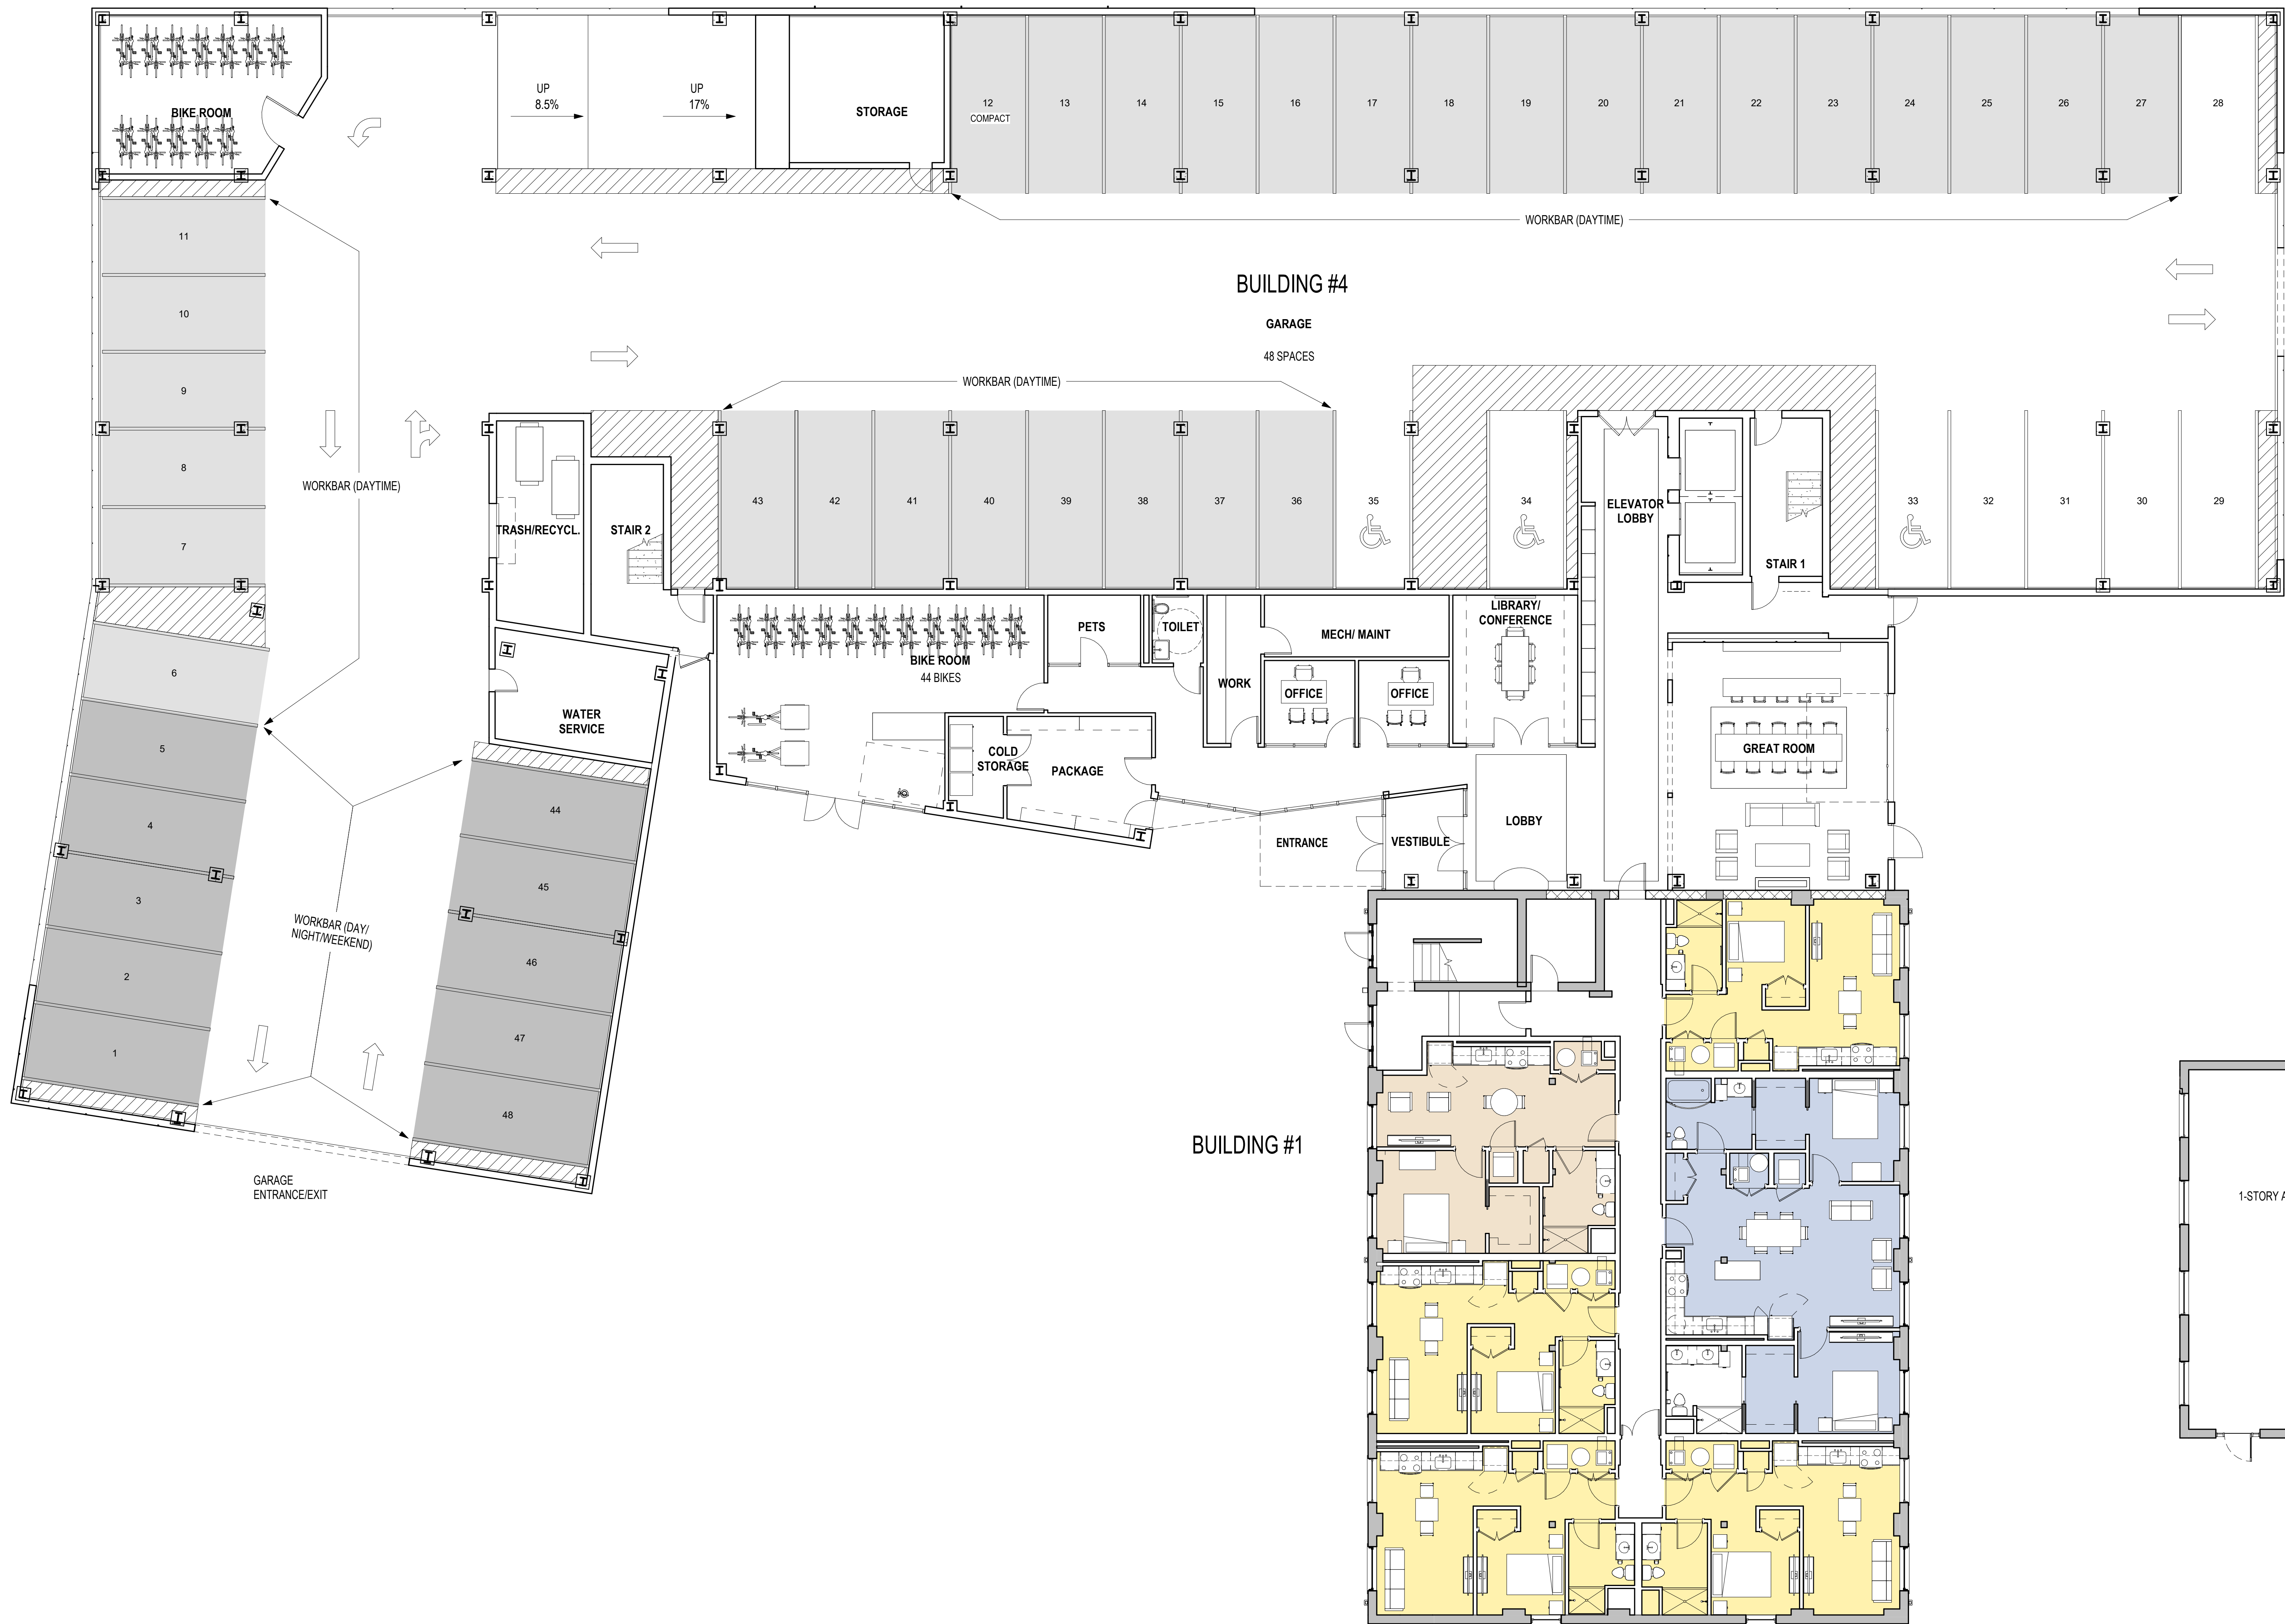 BIKE ROOM
UP
8.5%
UP
17%
STORAGE
12
COMPACT
13
14
15
16
17
18
19
20
21
22
23
24
25
26
27
28
WORKBAR (DAYTIME)
11
10
9
8
7
6
5
4
3
2
1
WORKBAR (DAYTIME)
BUILDING #4
GARAGE
48 SPACES
WORKBAR (DAYTIME)
TRASH/RECYCL.
STAIR 2
43
42
41
40
39
38
37
36
35
34
ELEVATOR
LOBBY
STAIR 1
33
32
31
30
29
WATER
SERVICE
BIKE ROOM
44 BIKES
PETS
TOILET
WORK
MECH/ MAINT
OFFICE
OFFICE
LIBRARY/
CONFERENCE
GREAT ROOM
COLD
STORAGE
PACKAGE
ENTRANCE
VESTIBULE
LOBBY
44
45
46
47
48
WORKBAR (DAY/
NIGHT/WEEKEND)
GARAGE
ENTRANCE/EXIT
BUILDING #1
1-STORY A